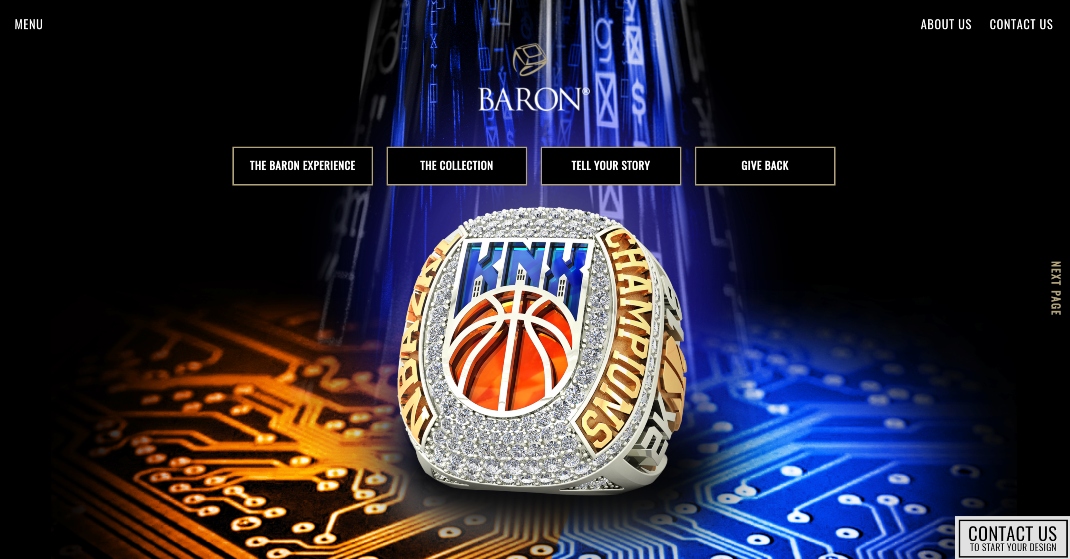 MENU
ABOUT US
CONTACT US
BARON®
THE BARON EXPERIENCE
THE COLLECTION
TELL YOUR STORY
GIVE BACK
KNX
CHAMPIONS
NEXT PAGE
CONTACT US
TO START YOUR DESIGN